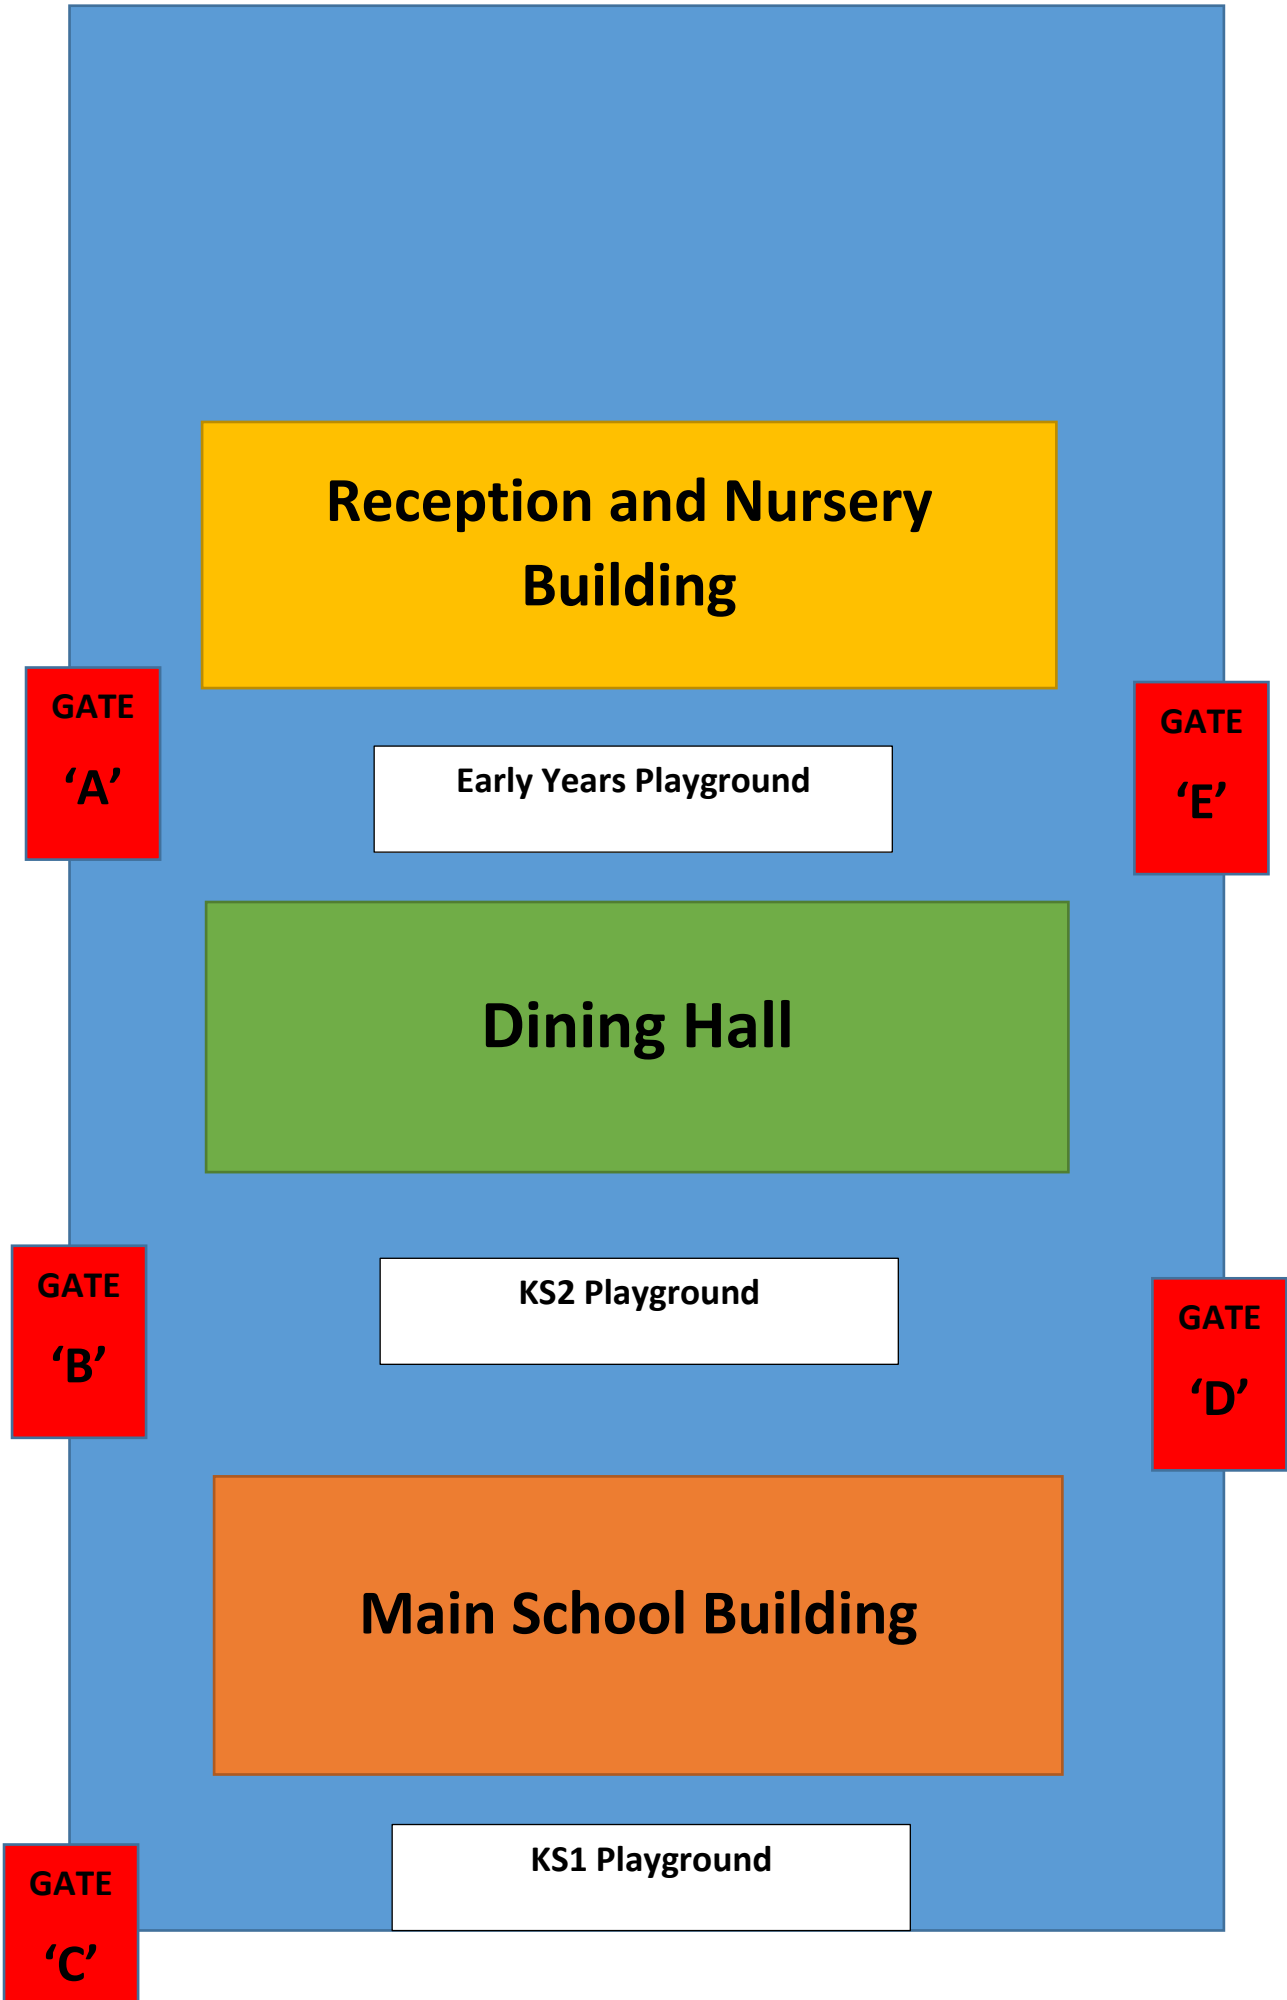 Reception and Nursery
Building
GATE
‘A’
Early Years Playground
GATE
‘E’
Dining Hall
GATE
‘B’
KS2 Playground
GATE
‘D’
Main School Building
KS1 Playground
GATE
‘C’